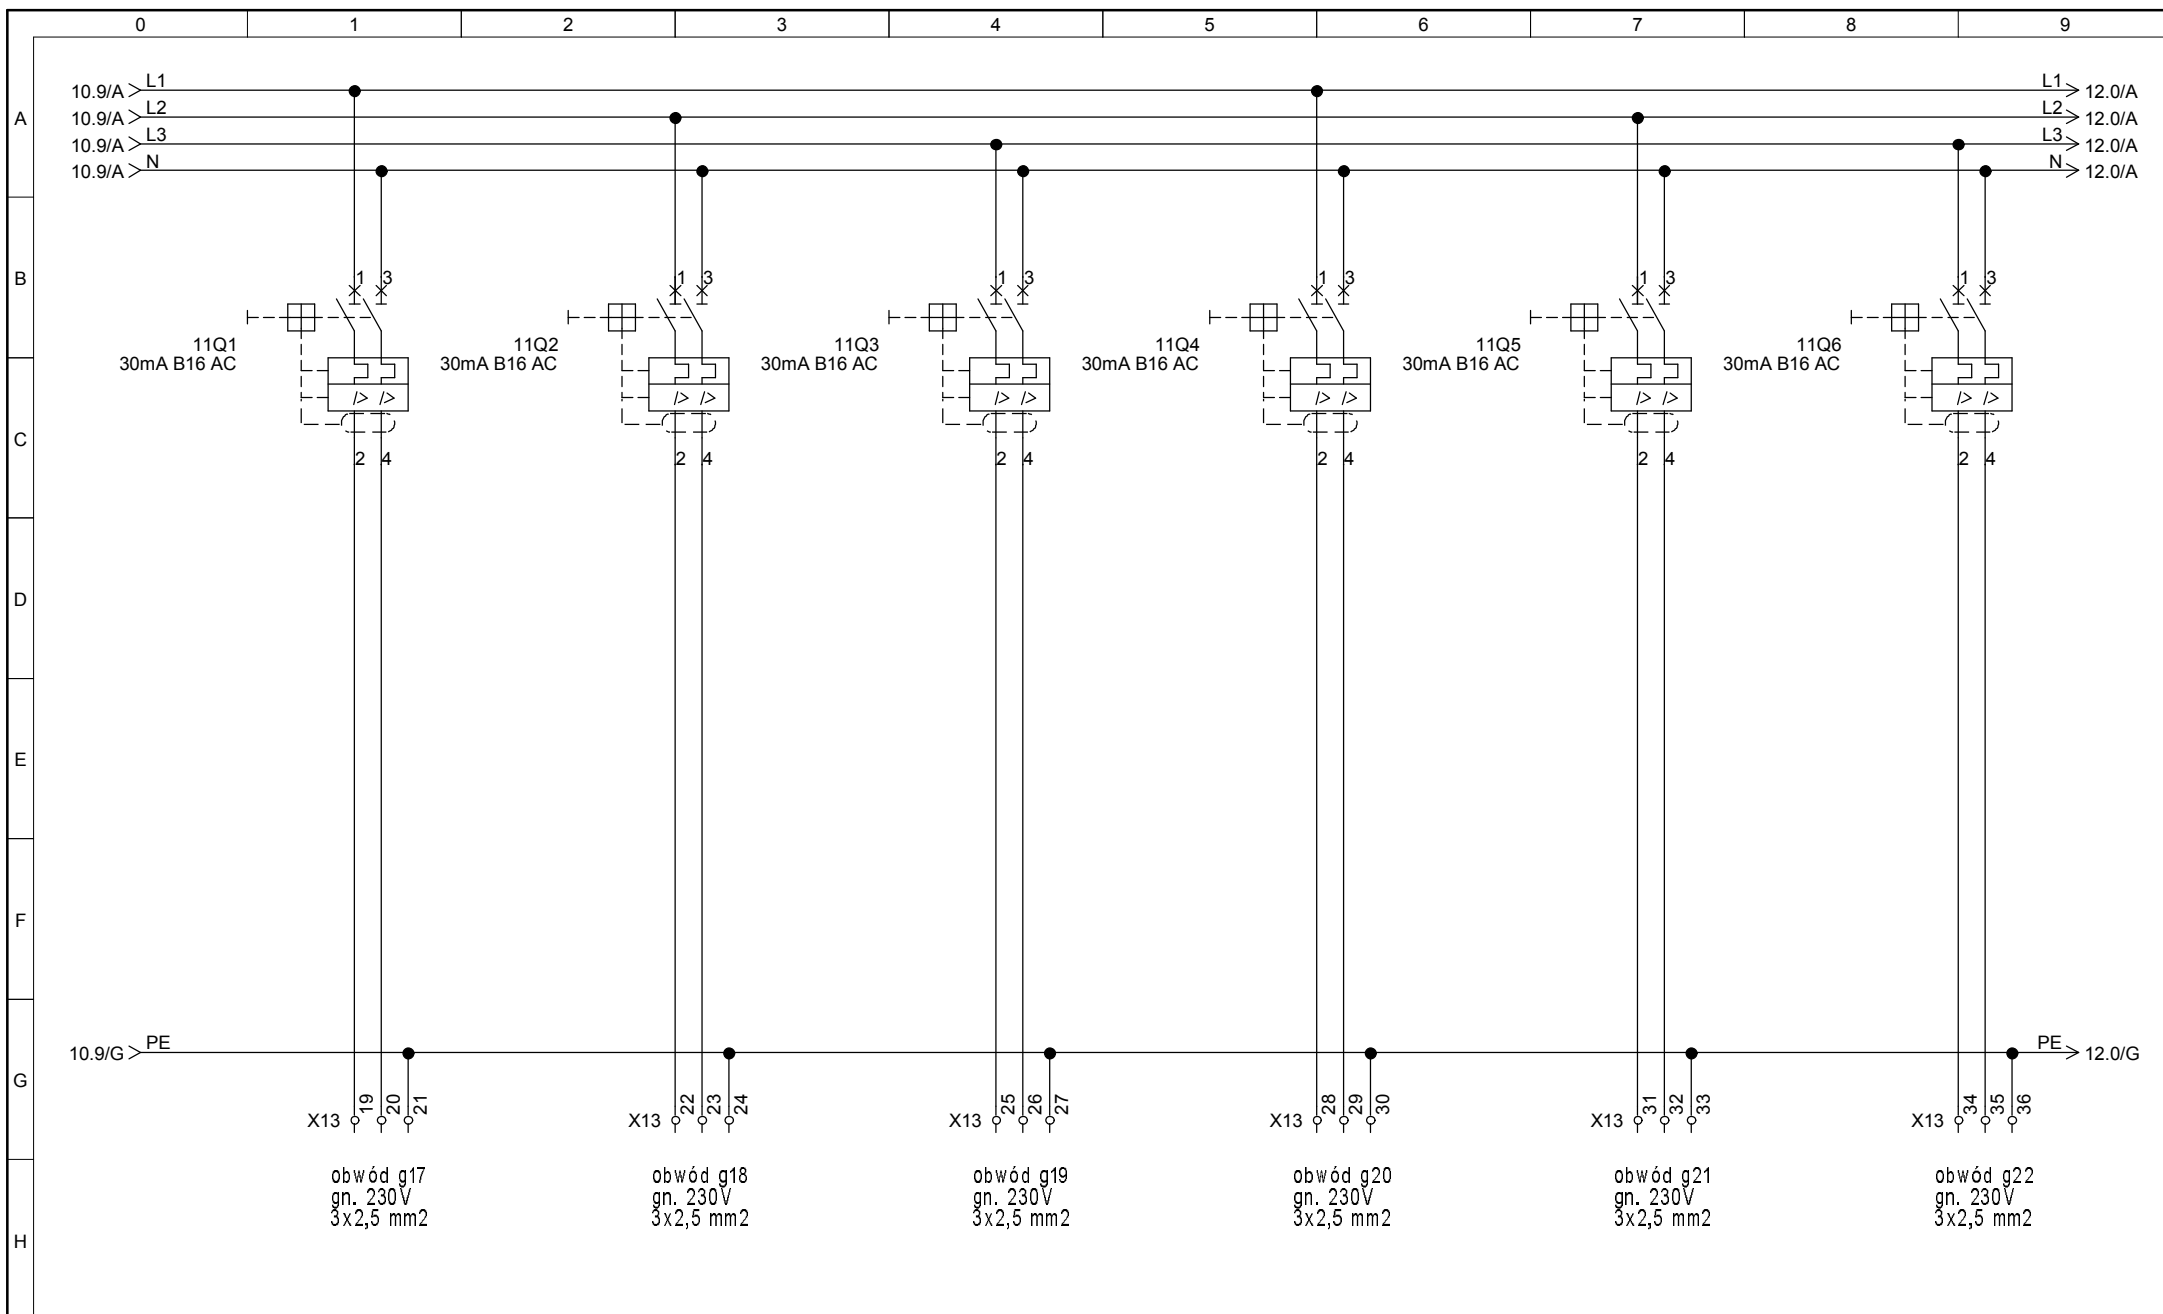 0 1 2 3 4 5 6 7 8 9
10.9/A L1 L1 12.0/A
10.9/A L2 L2 12.0/A
10.9/A L3 L3 12.0/A
10.9/A N N 12.0/A
A
B
C
D
E
F
G
H
1 3 1 3 1 3 1 3 1 3 1 3
11Q1 11Q2 11Q3 11Q4 11Q5 11Q6
30mA B16 AC 30mA B16 AC 30mA B16 AC 30mA B16 AC 30mA B16 AC 30mA B16 AC
I> I> I> I> I> I> I> I> I> I> I> I>
2 4 2 4 2 4 2 4 2 4 2 4
10.9/G PE PE 12.0/G
X13 19 20 21 X13 22 23 24 X13 25 26 27 X13 28 29 30 X13 31 32 33 X13 34 35 36
obwód g17 obwód g18 obwód g19 obwód g20 obwód g21 obwód g22
gn. 230V gn. 230V gn. 230V gn. 230V gn. 230V gn. 230V
3x2,5 mm2 3x2,5 mm2 3x2,5 mm2 3x2,5 mm2 3x2,5 mm2 3x2,5 mm2